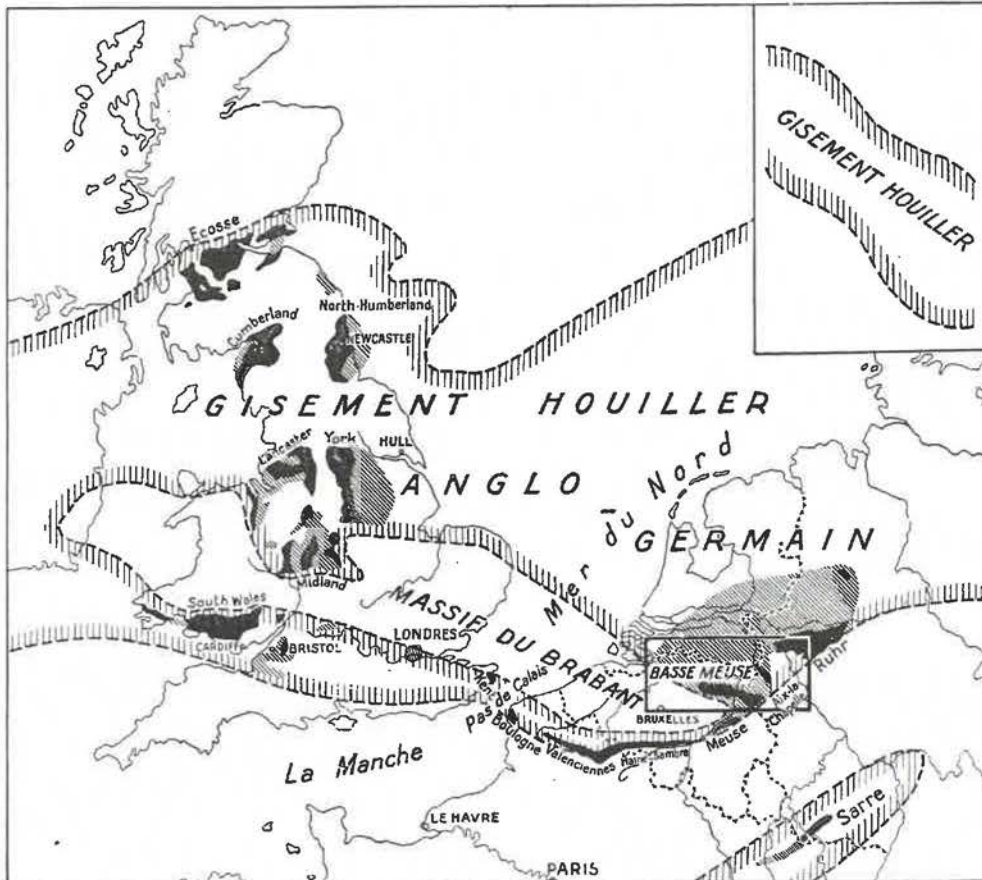 GISEMENT HOUILLER
Ecosse
North-Humberland
Cumberland
NEWCASTLE
GISEMENT HOUILLER
Lancaster
York
HULL
ANGLO
Mer du Nord
GERMAIN
Midland
South Wales
MASSIF DU BRABANT
CARDIFF
BRISTOL
LONDRES
Kent
Pas de Calais
BASSE MEUSE
Ruhr
Aix-la
Chapelle
BRUXELLES
Boulogne
Valenciennes
Sambre
Meuse
La Manche
Sarre
LE HAVRE
PARIS